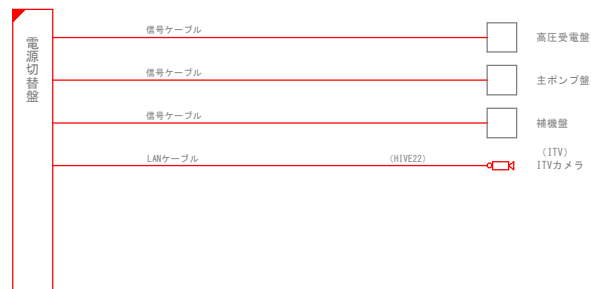 電源切替盤
信号ケーブル
高圧受電盤
信号ケーブル
主ポンプ盤
信号ケーブル
補機盤
LANケーブル
(HIVE22)
(ITV)
ITVカメラ